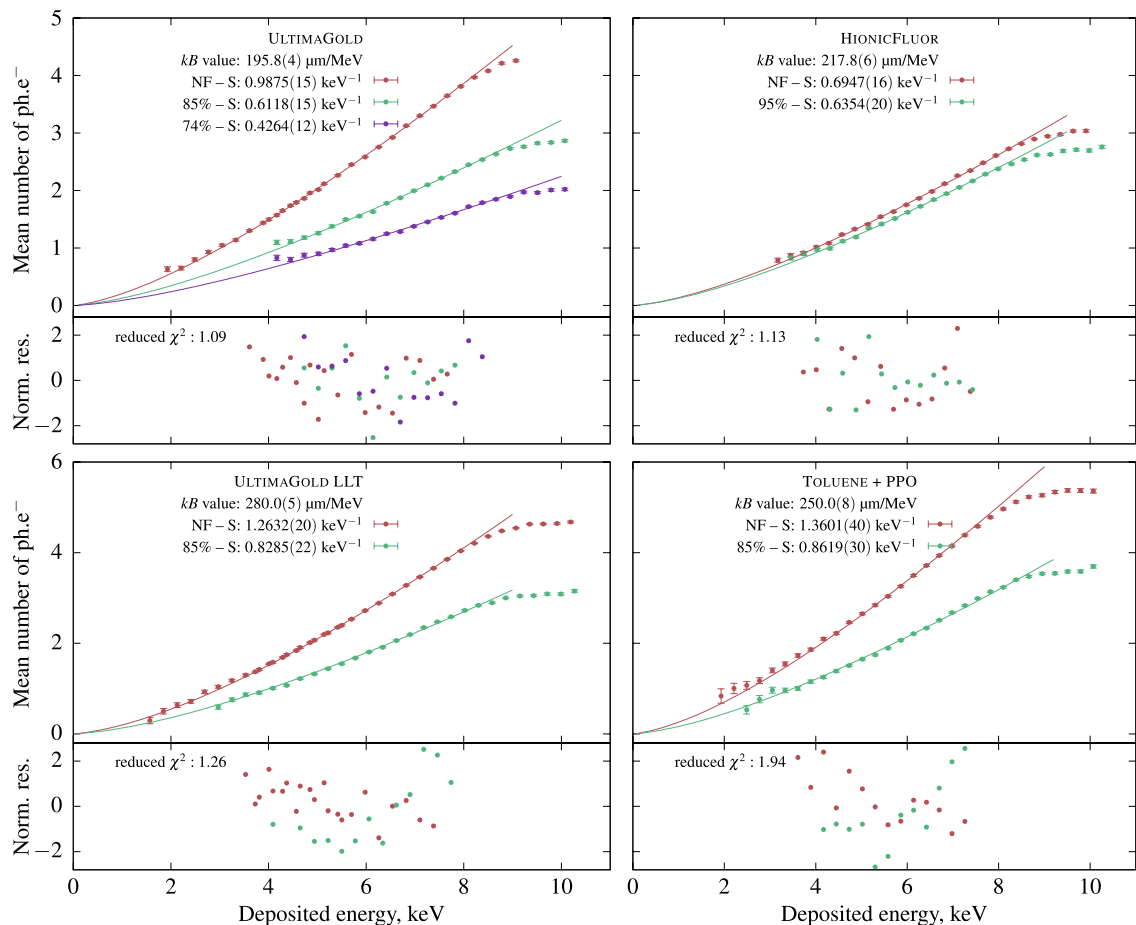 ULTIMAGOLD
kB value: 195.8(4) µm/MeV
NF – S: 0.9875(15) keV⁻¹
85% – S: 0.6118(15) keV⁻¹
74% – S: 0.4264(12) keV⁻¹
Mean number of ph.e⁻
5
4
3
2
1
0
HIONICFLUOR
kB value: 217.8(6) µm/MeV
NF – S: 0.6947(16) keV⁻¹
95% – S: 0.6354(20) keV⁻¹
reduced χ² : 1.09
Norm. res.
2
0
−2
reduced χ² : 1.13
ULTIMAGOLD LLT
kB value: 280.0(5) µm/MeV
NF – S: 1.2632(20) keV⁻¹
85% – S: 0.8285(22) keV⁻¹
Mean number of ph.e⁻
6
4
2
0
TOLUENE + PPO
kB value: 250.0(8) µm/MeV
NF – S: 1.3601(40) keV⁻¹
85% – S: 0.8619(30) keV⁻¹
reduced χ² : 1.26
Norm. res.
2
0
−2
reduced χ² : 1.94
0 2 4 6 8 10
Deposited energy, keV
0 2 4 6 8 10
Deposited energy, keV